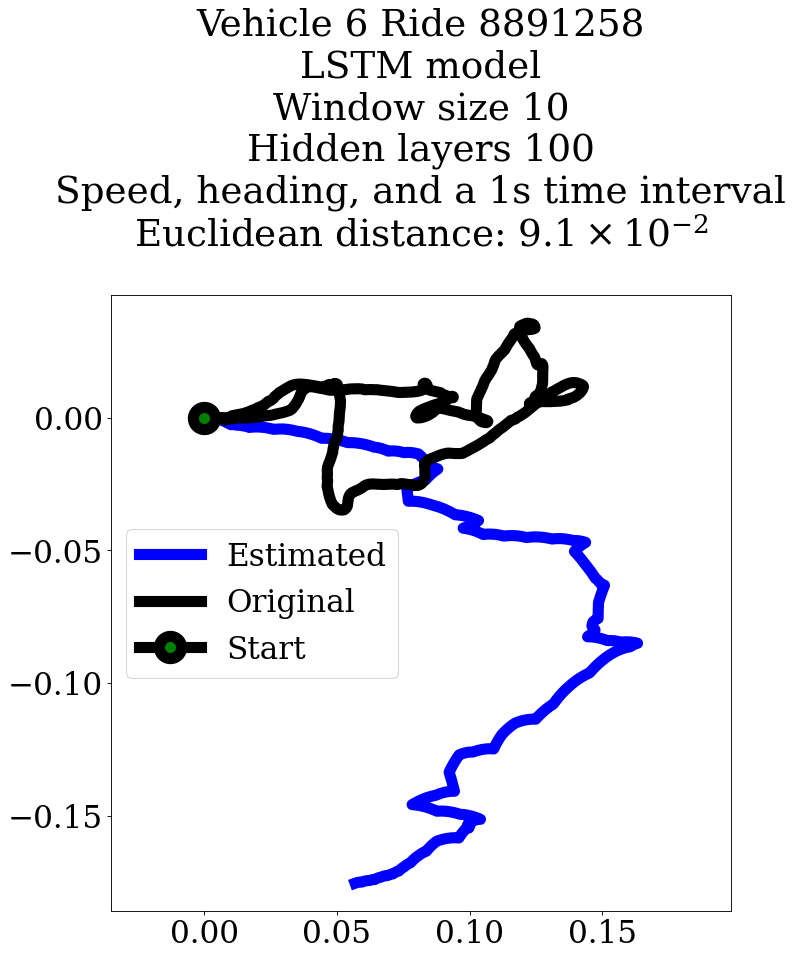 Vehicle 6 Ride 8891258
LSTM model
Window size 10
Hidden layers 100
Speed, heading, and a 1s time interval
Euclidean distance: 9.1 × 10⁻²
0.00
−0.05
−0.10
−0.15
Estimated
Original
Start
0.00 0.05 0.10 0.15